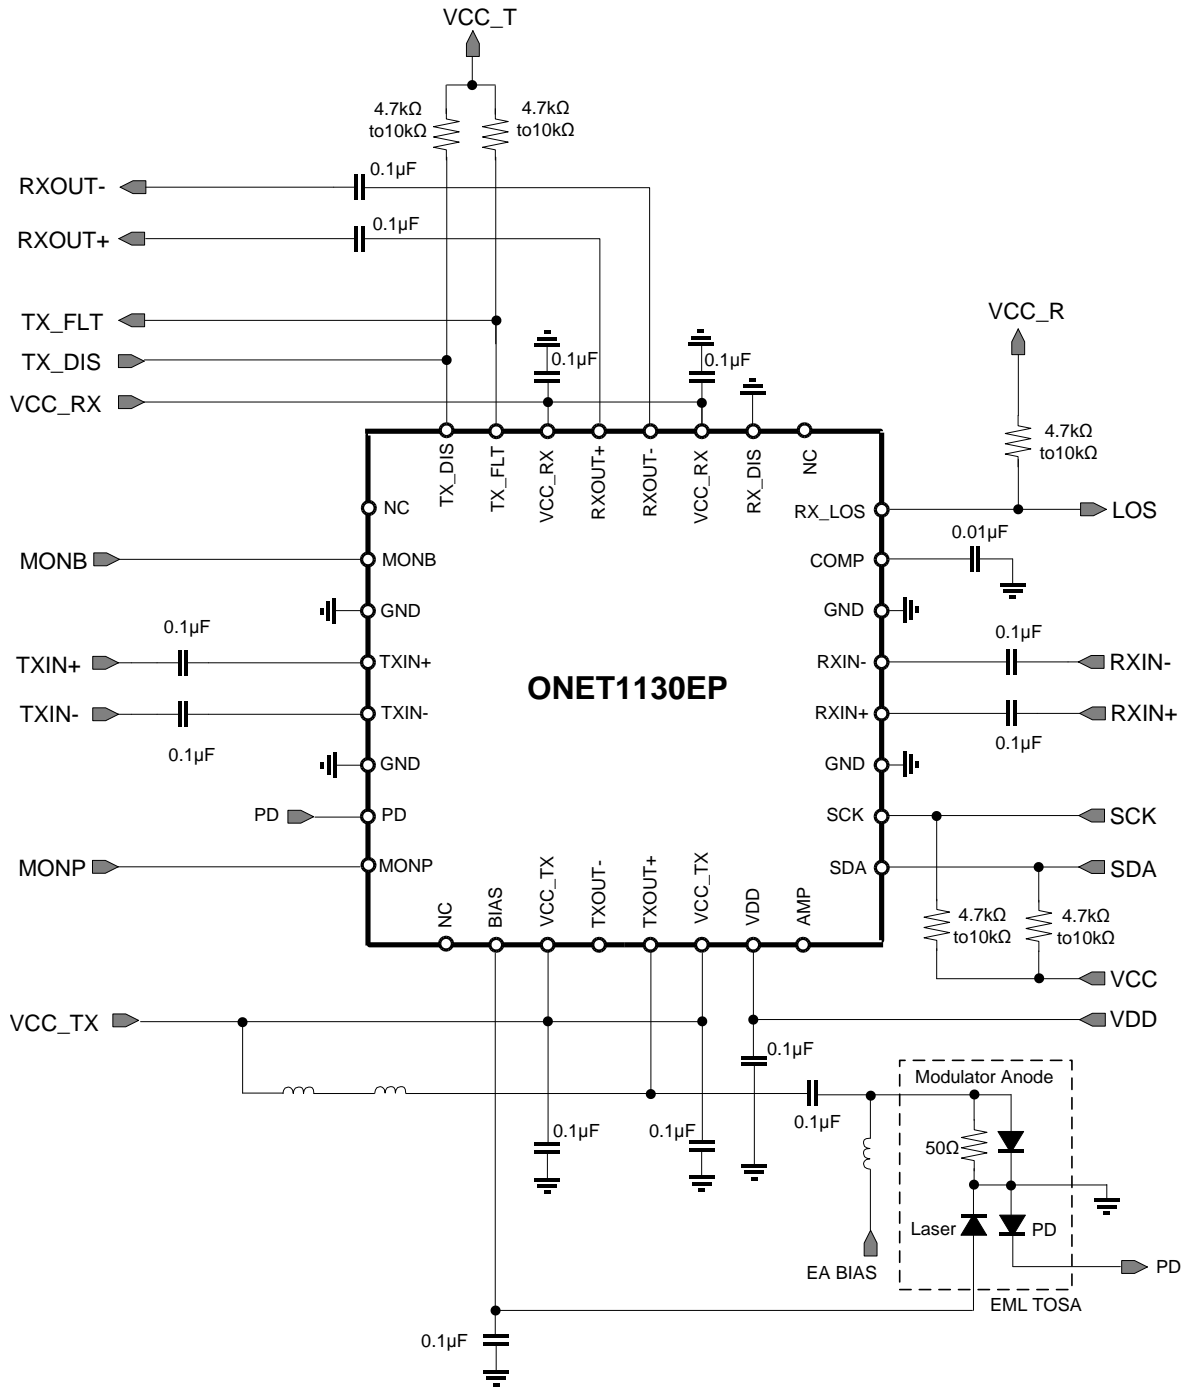 VCC_T
4.7kΩ
to10kΩ
4.7kΩ
to10kΩ
RXOUT-
0.1µF
RXOUT+
0.1µF
TX_FLT
TX_DIS
VCC_RX
0.1µF
0.1µF
VCC_R
4.7kΩ
to10kΩ
TX_DIS
TX_FLT
VCC_RX
RXOUT+
RXOUT-
VCC_RX
RX_DIS
NC
NC
RX_LOS
LOS
MONB
MONB
COMP
0.01µF
GND
GND
TXIN+
0.1µF
TXIN+
RXIN-
0.1µF
RXIN-
ONET1130EP
TXIN-
0.1µF
TXIN-
RXIN+
0.1µF
RXIN+
GND
GND
PD
PD
SCK
SCK
MONP
MONP
SDA
SDA
NC
BIAS
VCC_TX
TXOUT-
TXOUT+
VCC_TX
VDD
AMP
4.7kΩ
to10kΩ
4.7kΩ
to10kΩ
VCC
VCC_TX
VDD
0.1µF
Modulator Anode
0.1µF
0.1µF
0.1µF
50Ω
Laser
PD
EA BIAS
PD
EML TOSA
0.1µF